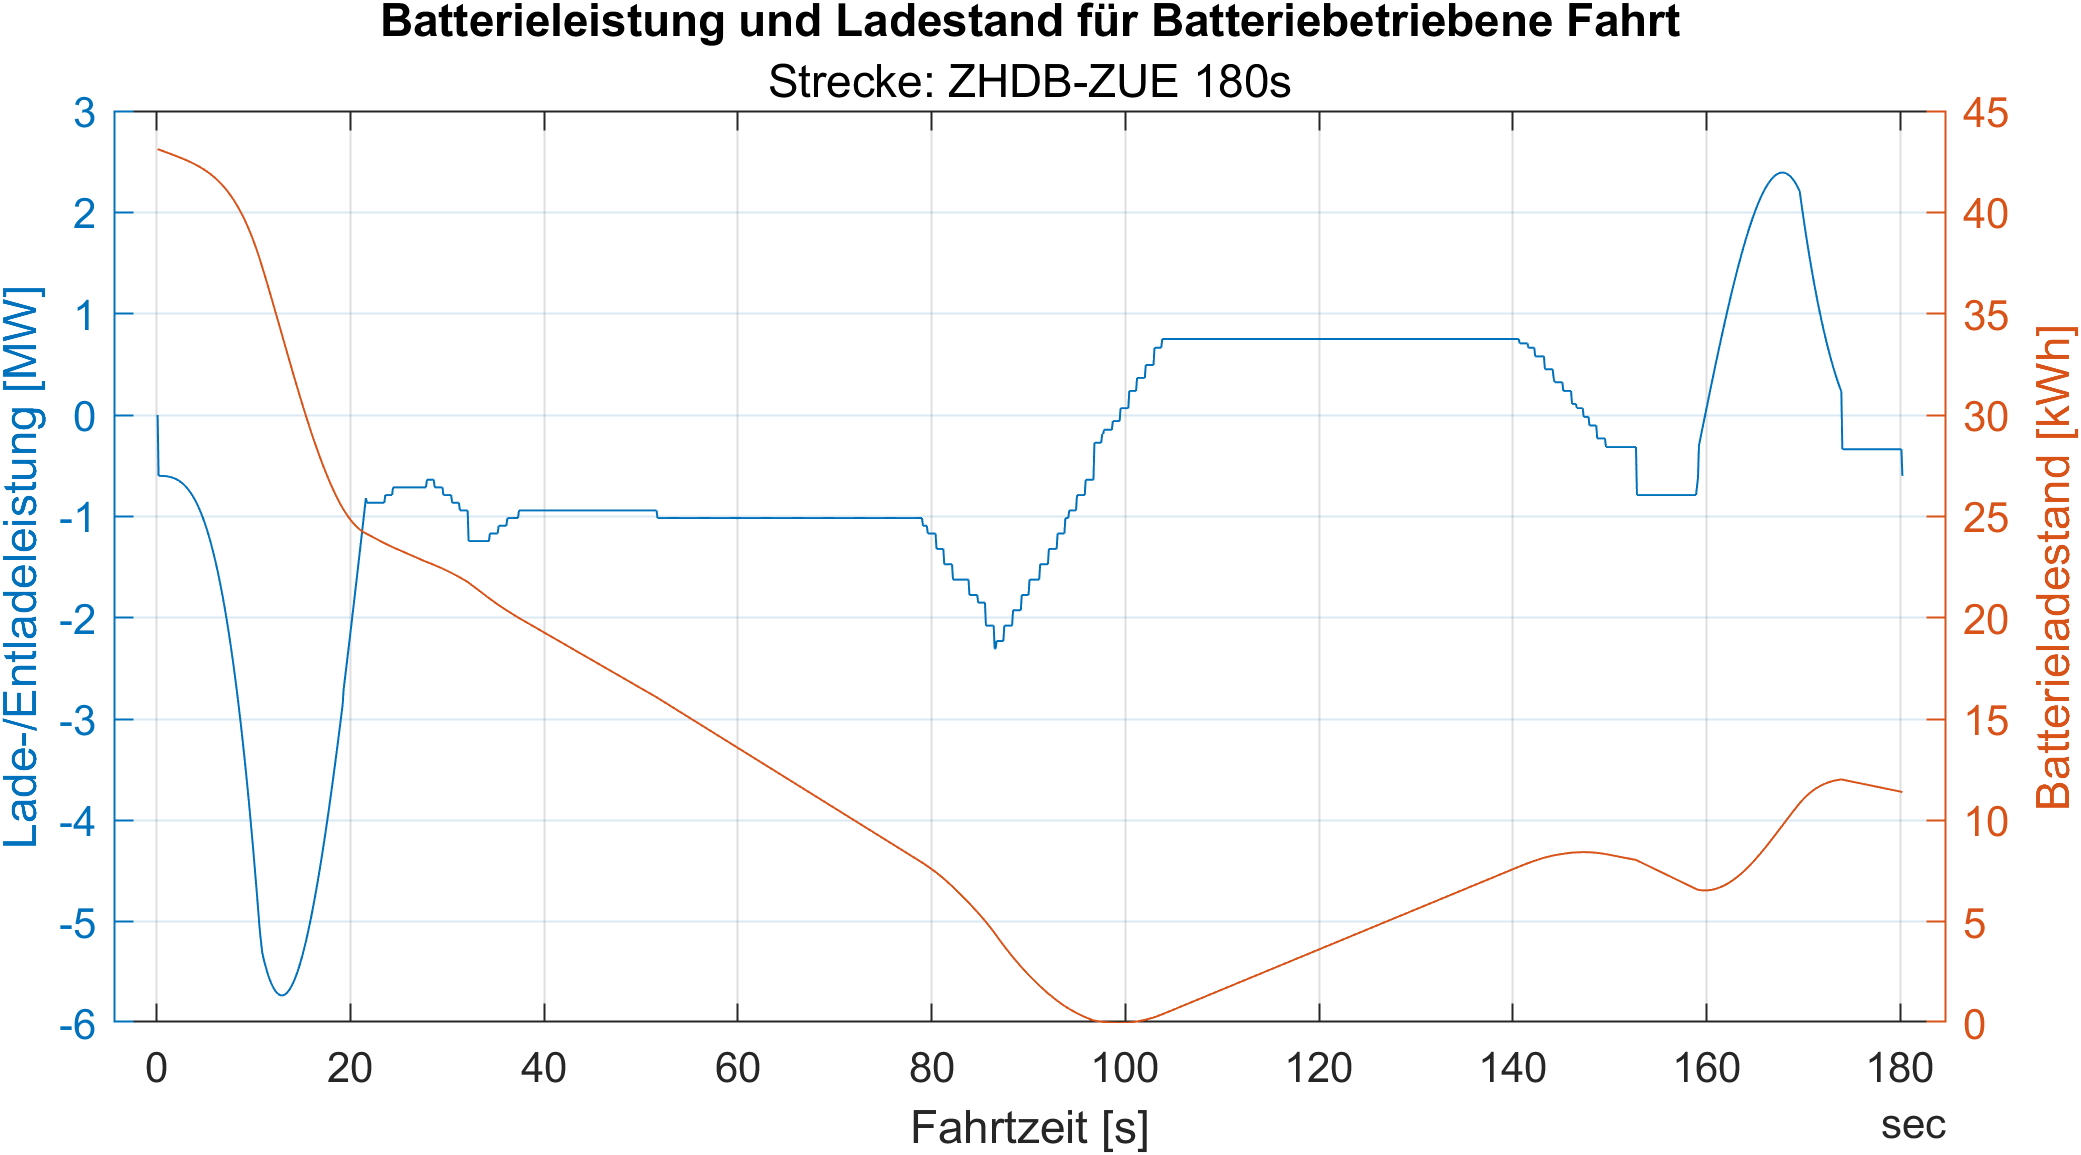 Batterieleistung und Ladestand für Batteriebetriebene Fahrt
Strecke: ZHDB-ZUE 180s
Lade-/Entladeleistung [MW]
3
2
1
0
-1
-2
-3
-4
-5
-6
45
40
35
30
25
20
15
10
5
0
Batterieladestand [kWh]
0 20 40 60 80 100 120 140 160 180
Fahrtzeit [s]
sec